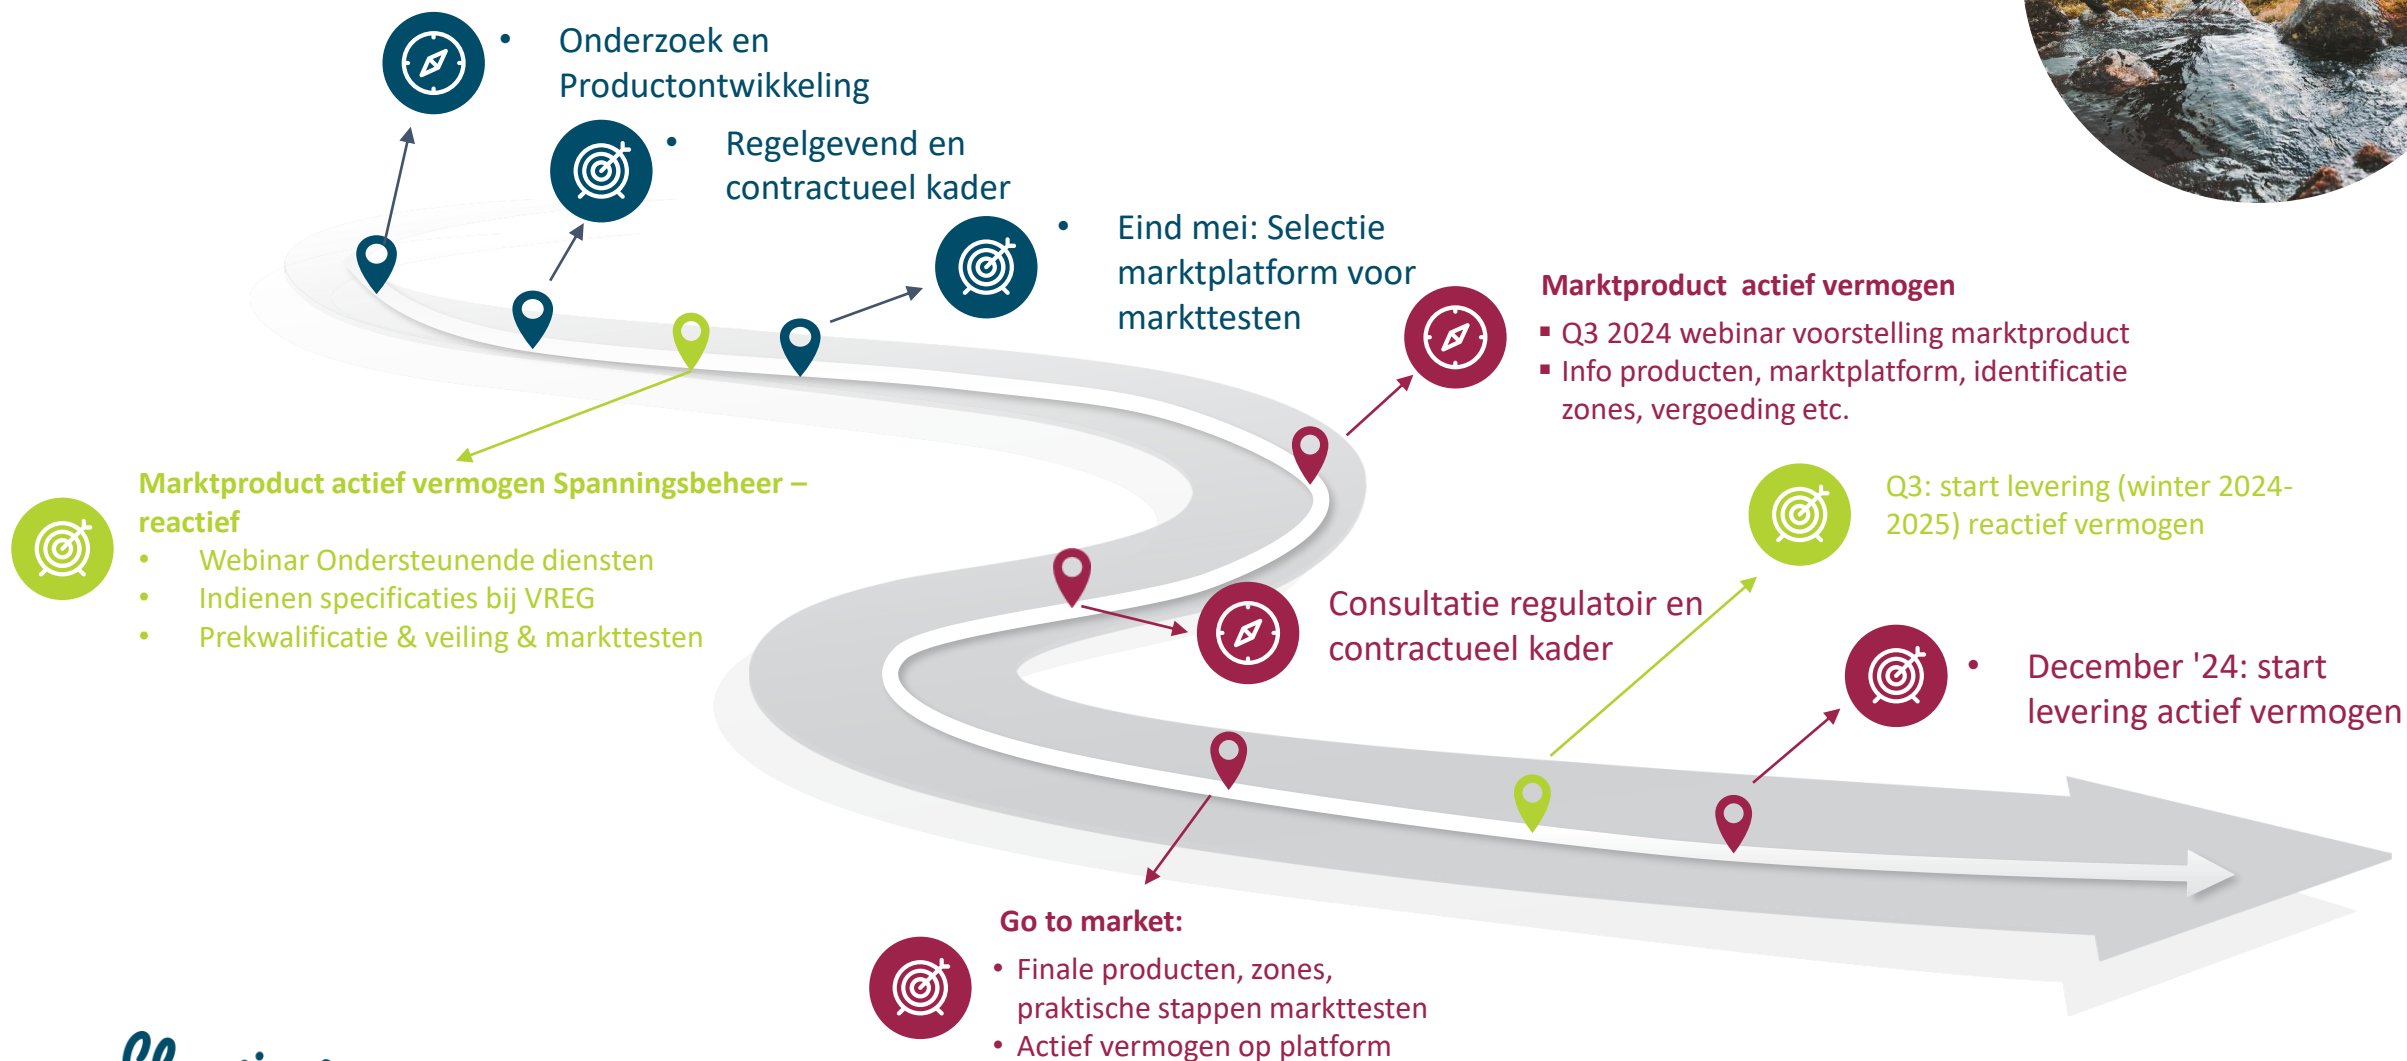 • Onderzoek en
Productontwikkeling
• Regelgevend en
contractueel kader
• Eind mei: Selectie
marktplatform voor
markttesten
Marktproduct actief vermogen
▪ Q3 2024 webinar voorstelling marktproduct
▪ Info producten, marktplatform, identificatie
zones, vergoeding etc.
Marktproduct actief vermogen Spanningsbeheer –
reactief
• Webinar Ondersteunende diensten
• Indienen specificaties bij VREG
• Prekwalificatie & veiling & markttesten
Q3: start levering (winter 2024-
2025) reactief vermogen
Consultatie regulatoir en
contractueel kader
• December '24: start
levering actief vermogen
Go to market:
• Finale producten, zones,
praktische stappen markttesten
• Actief vermogen op platform